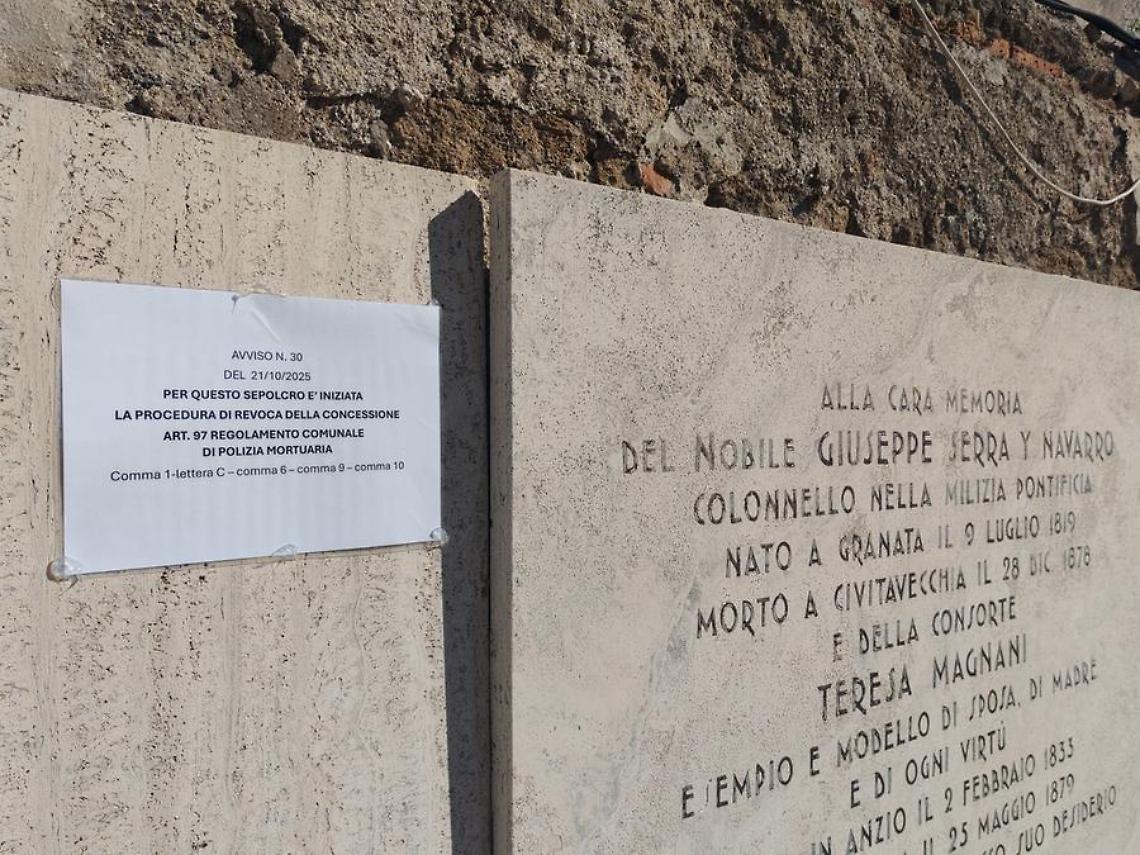 AVVISO N. 30
DEL 21/10/2025
PER QUESTO SEPOLCRO E' INIZIATA
LA PROCEDURA DI REVOCA DELLA CONCESSIONE
ART. 97 REGOLAMENTO COMUNALE
DI POLIZIA MORTUARIA
Comma 1-lettera C – comma 6 – comma 9 – comma 10
ALLA CARA MEMORIA
DEL NOBILE GIUSEPPE SERRA Y NAVARRO
COLONNELLO NELLA MILIZIA PONTIFICIA
NATO A GRANATA IL 9 LUGLIO 1819
MORTO A CIVITAVECCHIA IL 28 DIC. 1878
E DELLA CONSORTE
TERESA MAGNANI
ESEMPIO E MODELLO DI SPOSA, DI MADRE
E DI OGNI VIRTÙ
IN ANZIO IL 2 FEBBRAIO 1833
IL 25 MAGGIO 1879
SUO DESIDERIO